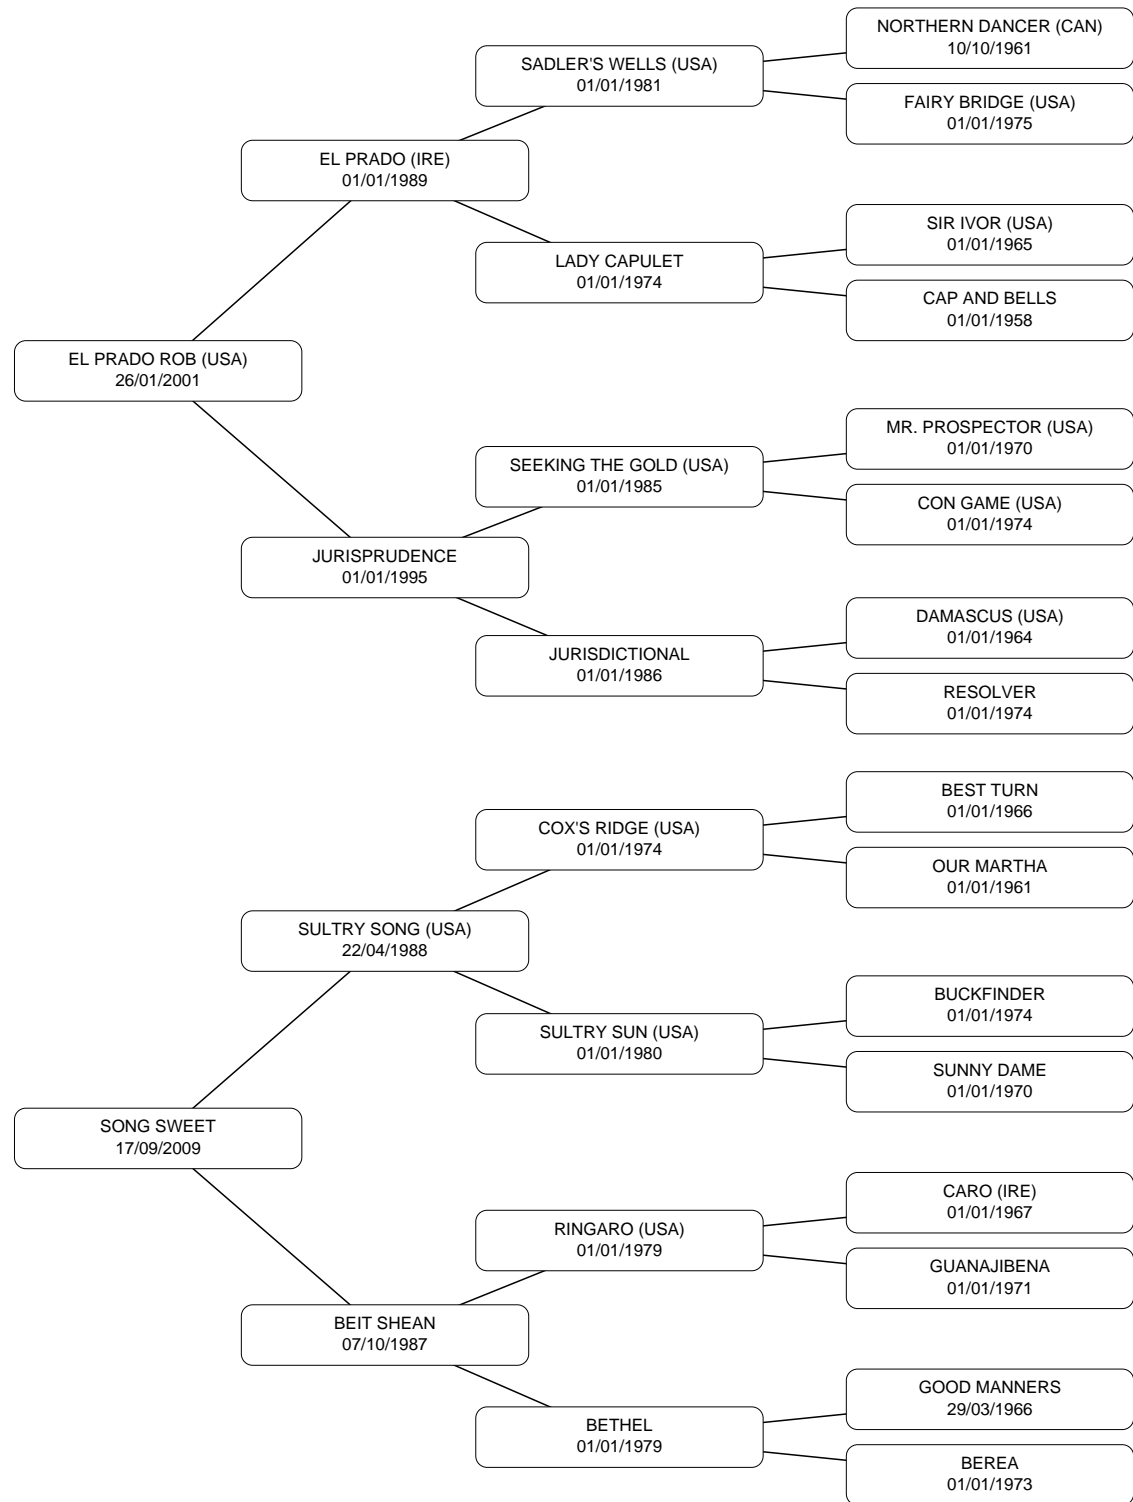 NORTHERN DANCER (CAN)
10/10/1961
SADLER'S WELLS (USA)
01/01/1981
FAIRY BRIDGE (USA)
01/01/1975
EL PRADO (IRE)
01/01/1989
SIR IVOR (USA)
01/01/1965
LADY CAPULET
01/01/1974
CAP AND BELLS
01/01/1958
EL PRADO ROB (USA)
26/01/2001
MR. PROSPECTOR (USA)
01/01/1970
SEEKING THE GOLD (USA)
01/01/1985
CON GAME (USA)
01/01/1974
JURISPRUDENCE
01/01/1995
DAMASCUS (USA)
01/01/1964
JURISDICTIONAL
01/01/1986
RESOLVER
01/01/1974
BEST TURN
01/01/1966
COX'S RIDGE (USA)
01/01/1974
OUR MARTHA
01/01/1961
SULTRY SONG (USA)
22/04/1988
BUCKFINDER
01/01/1974
SULTRY SUN (USA)
01/01/1980
SUNNY DAME
01/01/1970
SONG SWEET
17/09/2009
CARO (IRE)
01/01/1967
RINGARO (USA)
01/01/1979
GUANAJIBENA
01/01/1971
BEIT SHEAN
07/10/1987
GOOD MANNERS
29/03/1966
BETHEL
01/01/1979
BEREA
01/01/1973